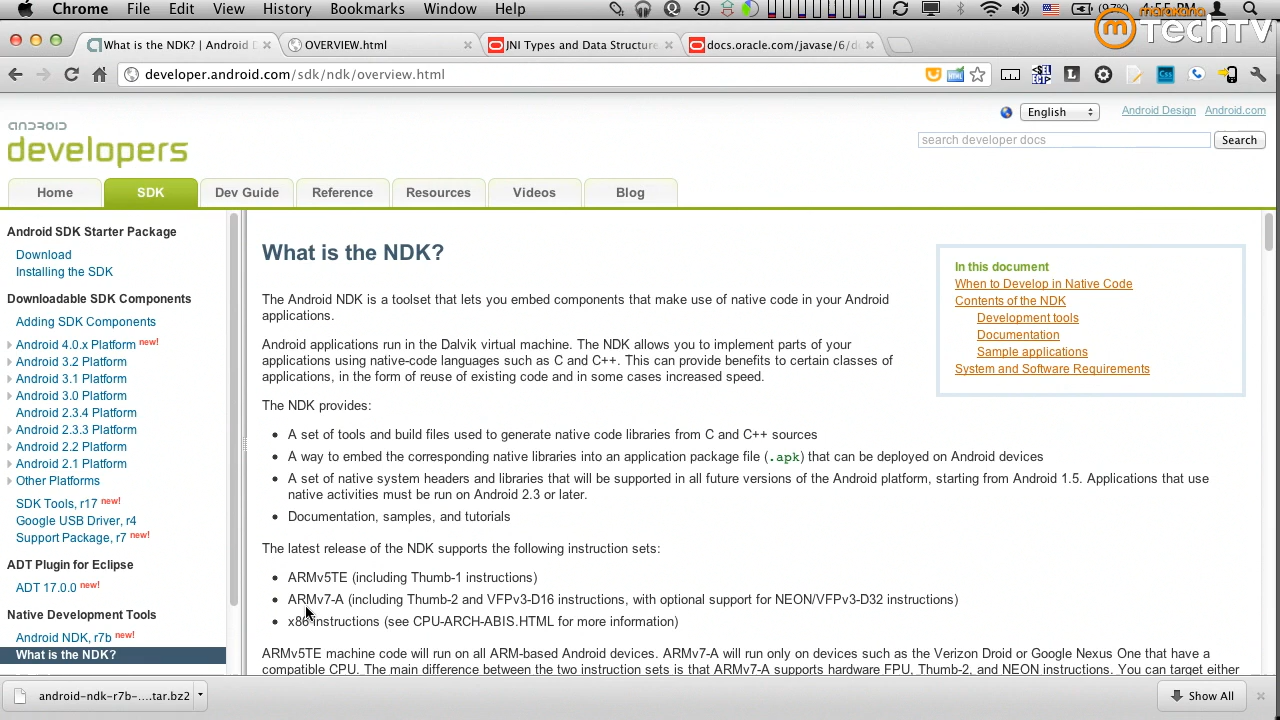 Chrome File Edit View History Bookmarks Window Help
(97%)
marakana
TechTV
What is the NDK? | Android D
OVERVIEW.html
JNI Types and Data Structure
docs.oracle.com/javase/6/d
developer.android.com/sdk/ndk/overview.html
English
Android Design Android.com
ANDROID
developers
search developer docs
Search
Home SDK Dev Guide Reference Resources Videos Blog
Android SDK Starter Package
Download
Installing the SDK
Downloadable SDK Components
Adding SDK Components
Android 4.0.x Platform new!
Android 3.2 Platform
Android 3.1 Platform
Android 3.0 Platform
Android 2.3.4 Platform
Android 2.3.3 Platform
Android 2.2 Platform
Android 2.1 Platform
Other Platforms
SDK Tools, r17 new!
Google USB Driver, r4
Support Package, r7 new!
ADT Plugin for Eclipse
ADT 17.0.0 new!
Native Development Tools
Android NDK, r7b new!
What is the NDK?
What is the NDK?
The Android NDK is a toolset that lets you embed components that make use of native code in your Android
applications.
Android applications run in the Dalvik virtual machine. The NDK allows you to implement parts of your
applications using native-code languages such as C and C++. This can provide benefits to certain classes of
applications, in the form of reuse of existing code and in some cases increased speed.
The NDK provides:
• A set of tools and build files used to generate native code libraries from C and C++ sources
• A way to embed the corresponding native libraries into an application package file (.apk) that can be deployed on Android devices
• A set of native system headers and libraries that will be supported in all future versions of the Android platform, starting from Android 1.5. Applications that use
native activities must be run on Android 2.3 or later.
• Documentation, samples, and tutorials
The latest release of the NDK supports the following instruction sets:
• ARMv5TE (including Thumb-1 instructions)
• ARMv7-A (including Thumb-2 and VFPv3-D16 instructions, with optional support for NEON/VFPv3-D32 instructions)
• x86 instructions (see CPU-ARCH-ABIS.HTML for more information)
ARMv5TE machine code will run on all ARM-based Android devices. ARMv7-A will run only on devices such as the Verizon Droid or Google Nexus One that have a
compatible CPU. The main difference between the two instruction sets is that ARMv7-A supports hardware FPU, Thumb-2, and NEON instructions. You can target either
In this document
When to Develop in Native Code
Contents of the NDK
Development tools
Documentation
Sample applications
System and Software Requirements
android-ndk-r7b-....tar.bz2
Show All